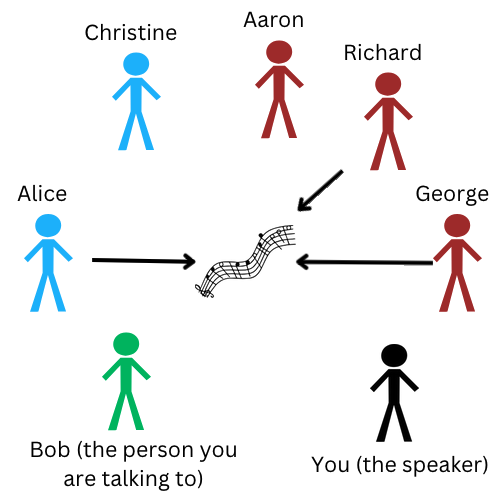 Aaron
Christine
Richard
Alice
George
Bob (the person you
are talking to)
You (the speaker)